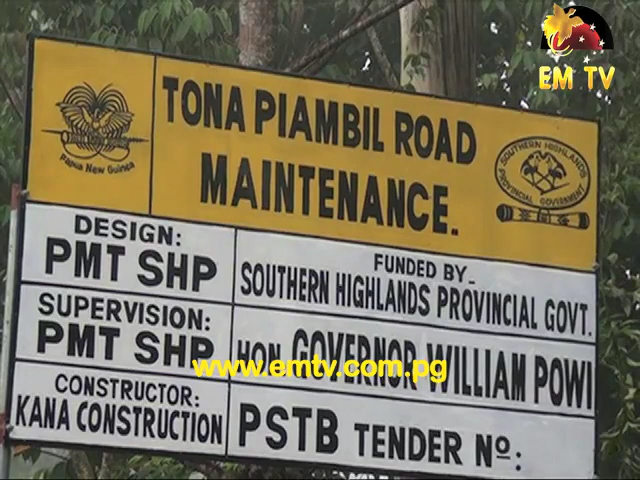 EM TV
TONA PIAMBIL ROAD
MAINTENANCE.
Papua New Guinea
SOUTHERN HIGHLANDS
PROVINCIAL GOVERNMENT
DESIGN:
PMT SHP
FUNDED BY_
SOUTHERN HIGHLANDS PROVINCIAL GOVT.
SUPERVISION:
PMT SHP
HON GOVERNOR WILLIAM POWI
www.emtv.com.pg
CONSTRUCTOR:
KANA CONSTRUCTION
PSTB TENDER Nº: